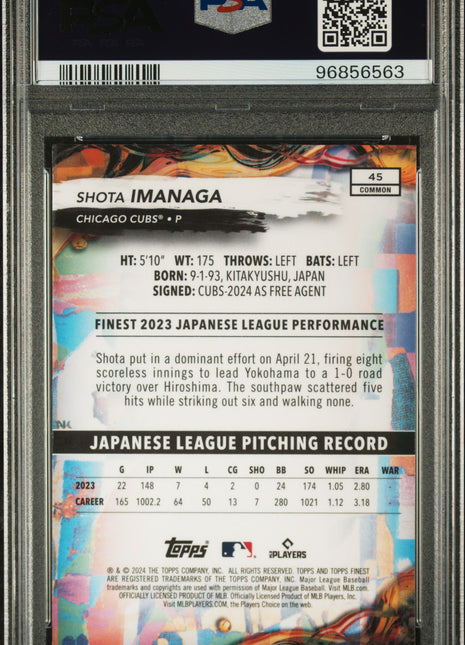 PSA
96856563
45
COMMON
SHOTA IMANAGA
CHICAGO CUBS® • P
HT: 5'10" WT: 175 THROWS: LEFT BATS: LEFT
BORN: 9-1-93, KITAKYUSHU, JAPAN
SIGNED: CUBS-2024 AS FREE AGENT
FINEST 2023 JAPANESE LEAGUE PERFORMANCE
Shota put in a dominant effort on April 21, firing eight
scoreless innings to lead Yokohama to a 1-0 road
victory over Hiroshima. The southpaw scattered five
hits while striking out six and walking none.
JAPANESE LEAGUE PITCHING RECORD
G IP W L CG SHO BB SO WHIP ERA WAR
2023 22 148 7 4 2 0 24 174 1.05 2.80
CAREER 165 1002.2 64 50 13 7 280 1021 1.12 3.18
Topps PLAYERS
® & © 2024 THE TOPPS COMPANY, INC. ALL RIGHTS RESERVED. TOPPS AND TOPPS FINEST
ARE REGISTERED TRADEMARKS OF THE TOPPS COMPANY, INC. Major League Baseball
trademarks and copyrights are used with permission of Major League Baseball. Visit MLB.com.
OFFICIALLY LICENSED PRODUCT OF MLB Players, Inc.
Visit MLBPLAYERS.COM, the Players Choice on the web.